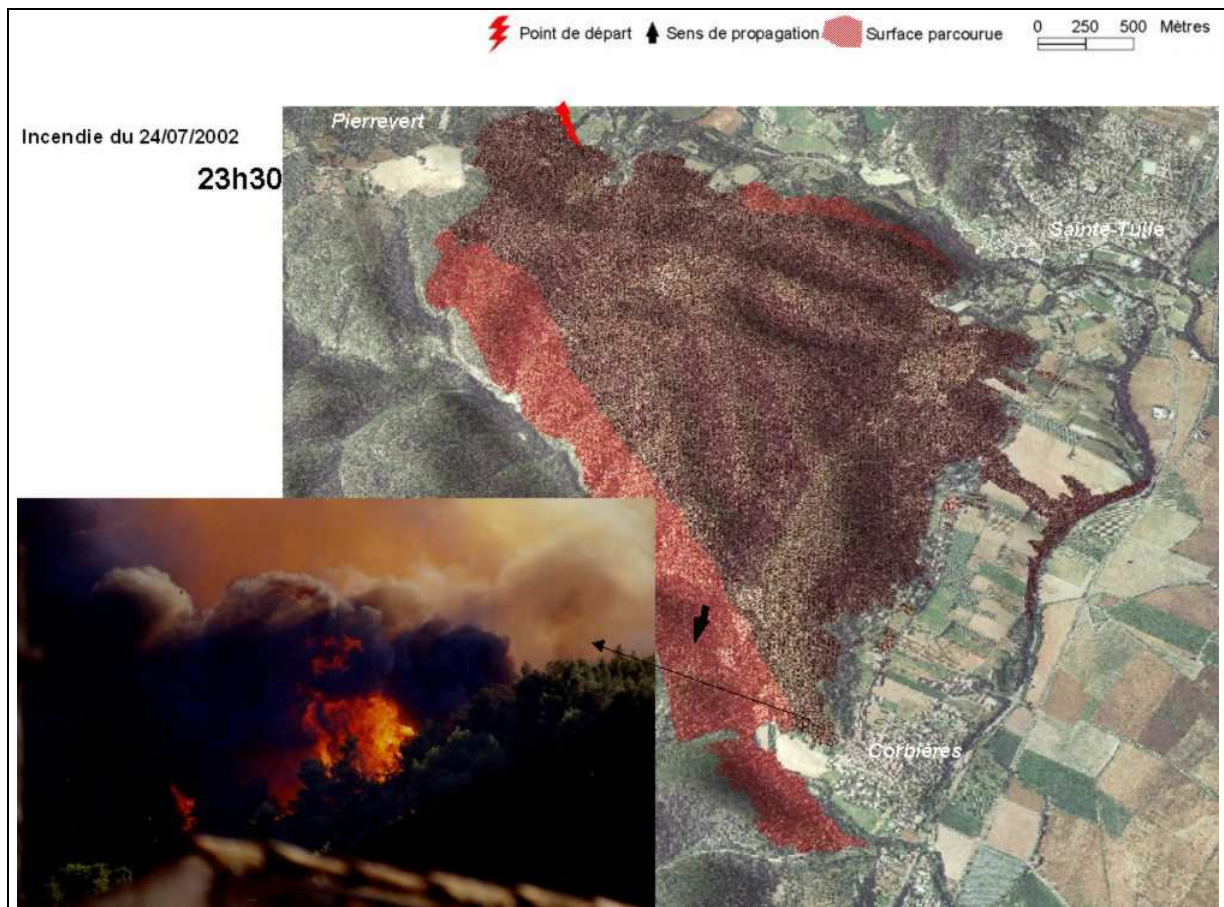 Point de départ Sens de propagation Surface parcourue 0 250 500 Mètres
Pierrevert
Incendie du 24/07/2002
23h30
Sainte-Tulle
Corbières